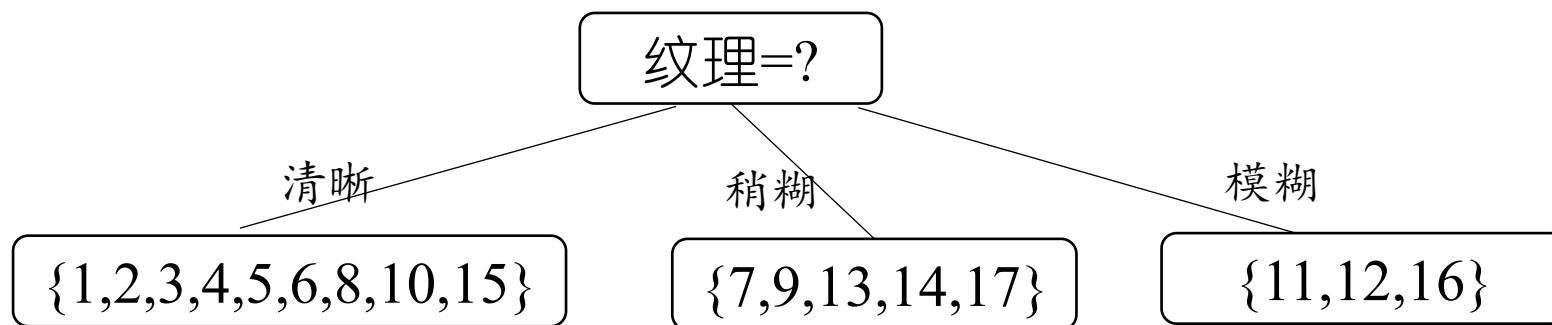 纹理=?
清晰
稍糊
模糊
{1,2,3,4,5,6,8,10,15}
{7,9,13,14,17}
{11,12,16}